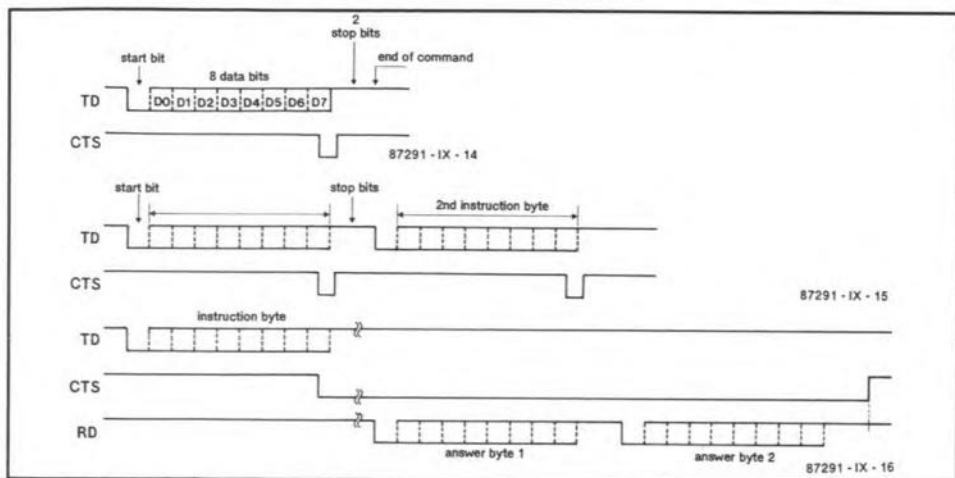 2
stop bits
start bit
end of command
8 data bits
TD
D0 D1 D2 D3 D4 D5 D6 D7
CTS
87291 - IX - 14
start bit
stop bits
2nd instruction byte
TD
CTS
87291 - IX - 15
instruction byte
TD
CTS
RD
answer byte 1
answer byte 2
87291 - IX - 16